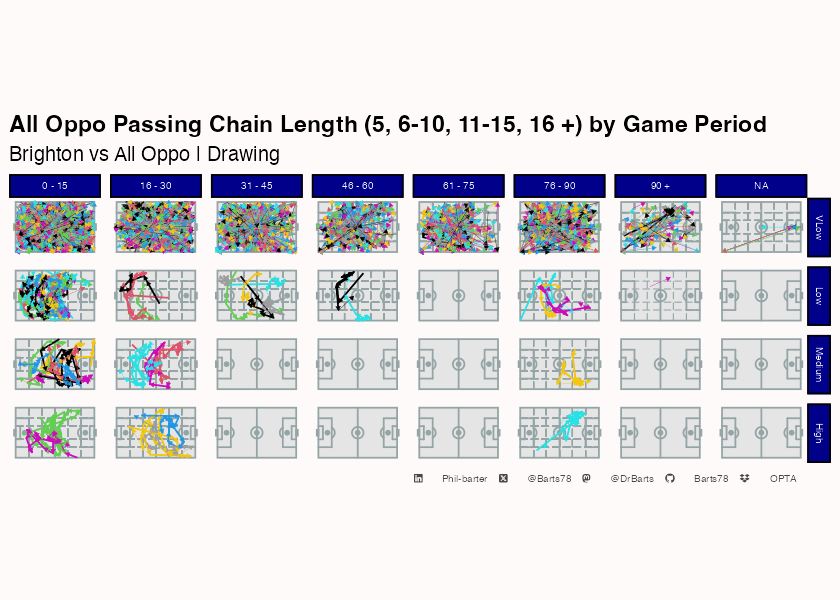 All Oppo Passing Chain Length (5, 6-10, 11-15, 16 +) by Game Period
Brighton vs All Oppo | Drawing
0 - 15 16 - 30 31 - 45 46 - 60 61 - 75 76 - 90 90 + NA
VLow
Low
Medium
High
Phil-barter @Barts78 @DrBarts Barts78 OPTA